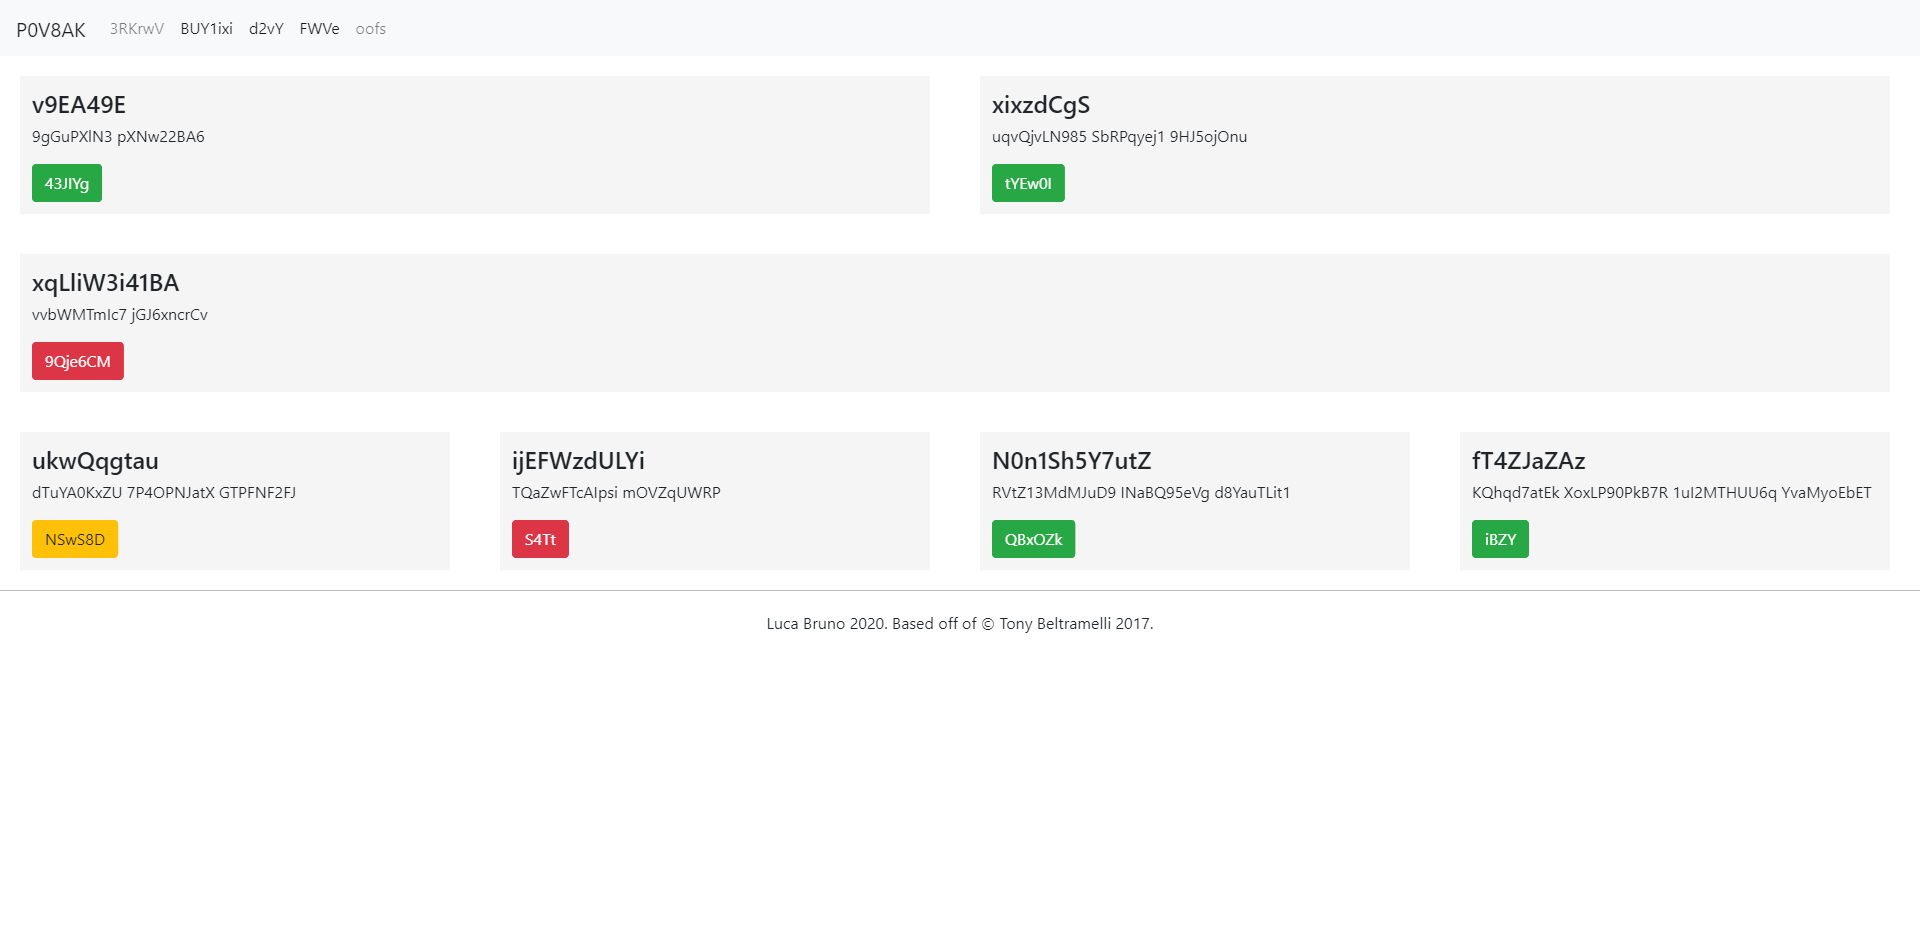 P0V8AK 3RKrwV BUY1ixi d2vY FWVe oofs
v9EA49E
9gGuPXlN3 pXNw22BA6
43JlYg
xixzdCgS
uqvQjvLN985 SbRPqyej1 9HJ5ojOnu
tYEw0I
xqLliW3i41BA
vvbWMTmIc7 jGJ6xncrCv
9Qje6CM
ukwQqgtau
dTuYA0KxZU 7P4OPNJatX GTPFNF2FJ
NSwS8D
ijEFWzdULYi
TQaZwFTcAIpsi mOVZqUWRP
S4Tt
N0n1Sh5Y7utZ
RVtZ13MdMJuD9 INaBQ95eVg d8YauTLit1
QBxOZk
fT4ZJaZAz
KQhqd7atEk XoxLP90PkB7R 1uI2MTHUU6q YvaMyoEbET
iBZY
Luca Bruno 2020. Based off of © Tony Beltramelli 2017.